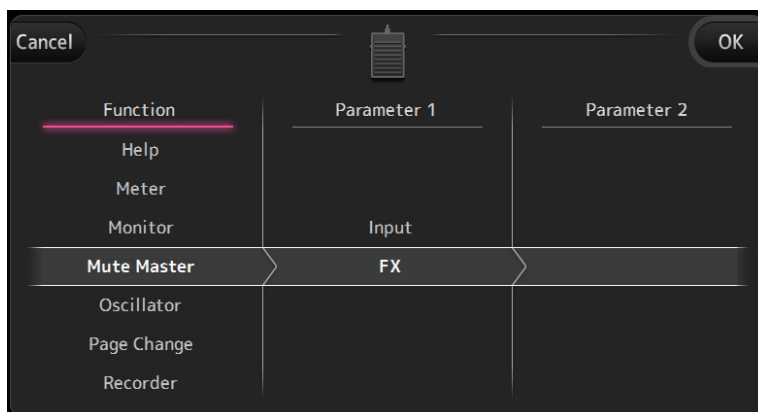 Cancel
OK
Function Parameter 1 Parameter 2
Help
Meter
Monitor Input
Mute Master FX
Oscillator
Page Change
Recorder